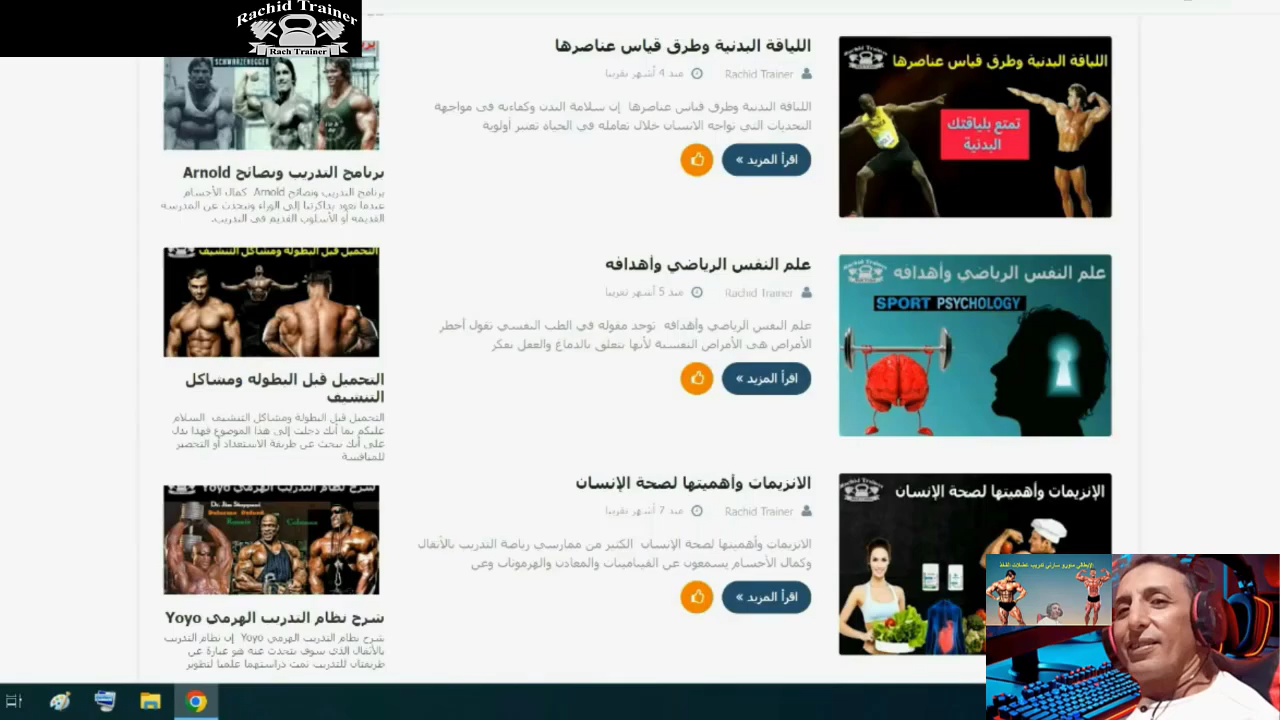 Rachid Trainer
Rach Trainer
اللياقة البدنية وطرق قياس عناصرها
Rachid Trainer
منذ 4 أشهر تقريبا
اللياقة البدنية وطرق قياس عناصرها إن سلامة البدن وكفاءته في مواجهة
التحديات التي تواجه الانسان خلال تعامله في الحياة تعتبر أولوية
اقرأ المزيد »
اللياقة البدنية وطرق قياس عناصرها
تمتع بلياقتك
البدنية
علم النفس الرياضي وأهدافه
Rachid Trainer
منذ 5 أشهر تقريبا
علم النفس الرياضي وأهدافه توجد مقولة في الطب النفسي تقول أخطر
الأمراض هي الأمراض النفسية لأنها تتعلق بالدماغ والعقل بفكر
اقرأ المزيد »
Rachid Trainer
علم النفس الرياضي وأهدافه
SPORT PSYCHOLOGY
الانزيمات وأهميتها لصحة الإنسان
Rachid Trainer
منذ 7 أشهر تقريبا
الانزيمات وأهميتها لصحة الإنسان الكثير من ممارسي رياضة التدريب بالأثقال
وكمال الأجسام يسمعون عن الفيتامينات والمعادن والهرمونات وعن
اقرأ المزيد »
الإنزيمات وأهميتها لصحة الإنسان
SCHWARZENEGGER
برنامج التدريب ونصائح Arnold
برنامج التدريب ونصائح Arnold كمال الأجسام
عندما نعود بذاكرتنا إلى الوراء ونتحدث عن المدرسة
القديمة أو الأسلوب القديم في التدريب.
التحميل قبل البطولة ومشاكل التنشيف
التحميل قبل البطولة ومشاكل
التنشيف
التحميل قبل البطولة ومشاكل التنشيف السلام
عليكم بما أنك دخلت إلى هذا الموضوع فهذا يدل
على أنك تبحث عن طريقة الاستعداد أو التحضير
للمنافسة
شرح نظام التدريب الهرمي Yoyo
شرح نظام التدريب الهرمي Yoyo
شرح نظام التدريب الهرمي Yoyo إن نظام التدريب
بالأثقال الذي سوف نتحدث عنه هو عبارة عن
طريقتان للتدريب تمت دراستهما علميا لتطوير